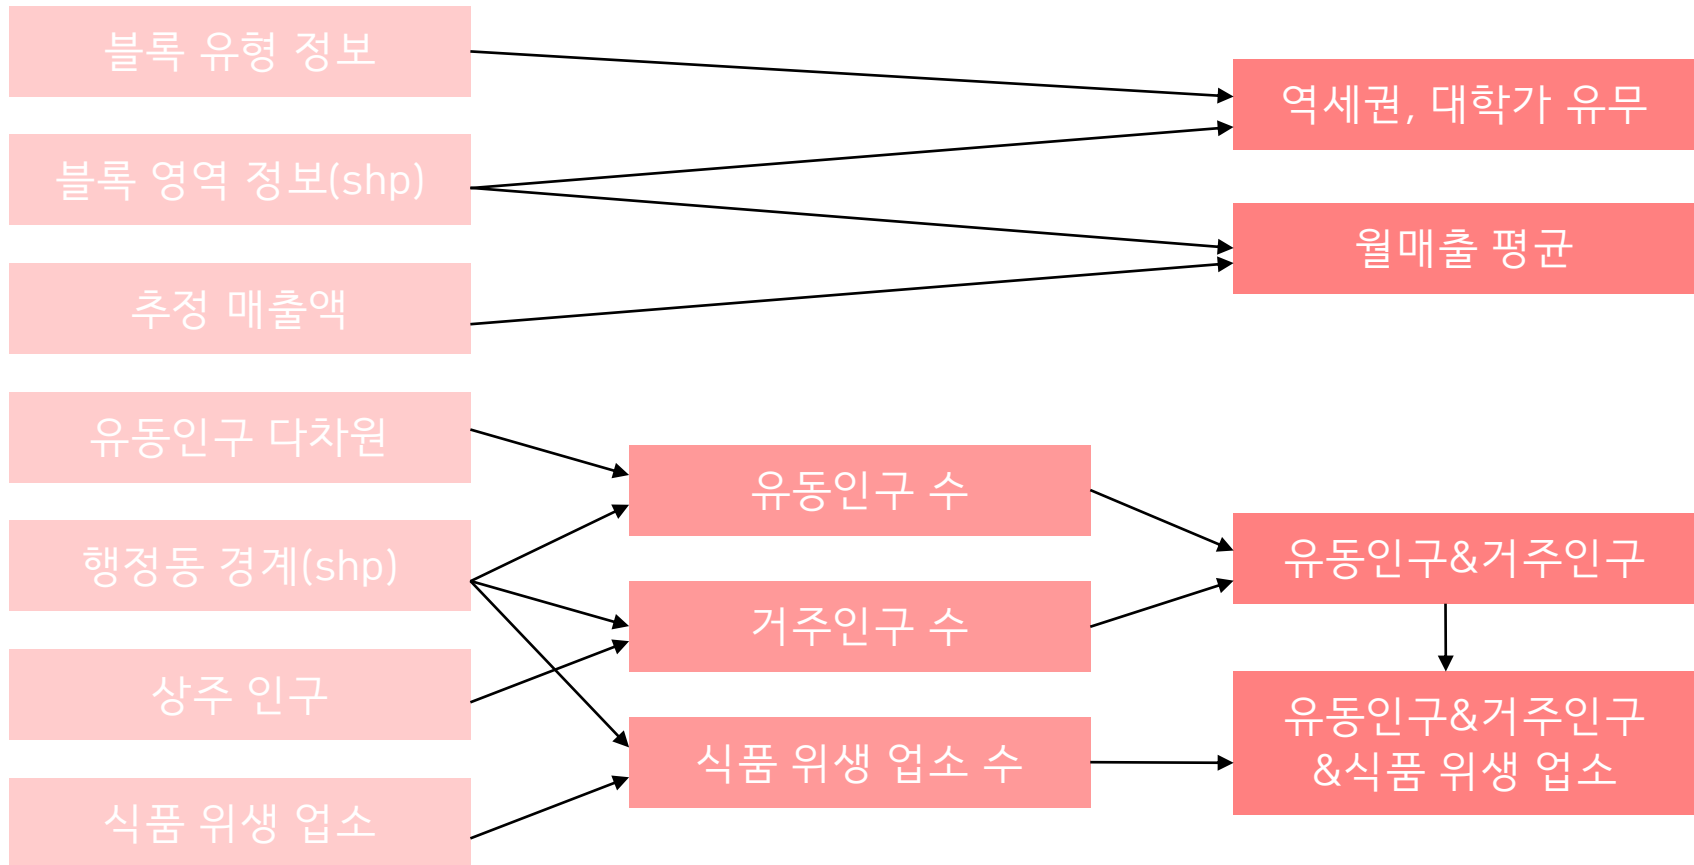 블록 유형 정보
블록 영역 정보(shp)
추정 매출액
유동인구 다차원
행정동 경계(shp)
상주 인구
식품 위생 업소
유동인구 수
거주인구 수
식품 위생 업소 수
역세권, 대학가 유무
월매출 평균
유동인구&거주인구
유동인구&거주인구
&식품 위생 업소